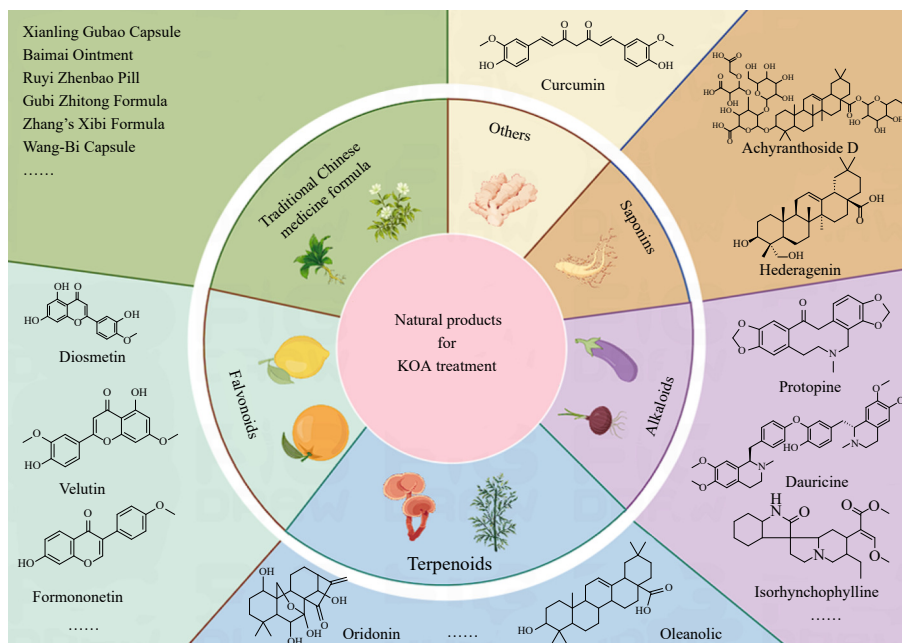 Xianling Gubao Capsule
Baimai Ointment
Ruyi Zhenbao Pill
Gubi Zhitong Formula
Zhang's Xibi Formula
Wang-Bi Capsule
……
Curcumin
Achyranthoside D
Hederagenin
Others
Saponins
Traditional Chinese
medicine formula
Natural products
for
KOA treatment
Falvonoids
Alkaloids
Terpenoids
Diosmetin
Velutin
Formononetin
……
Protopine
Dauricine
Isorhynchophylline
……
Oridonin
……
Oleanolic